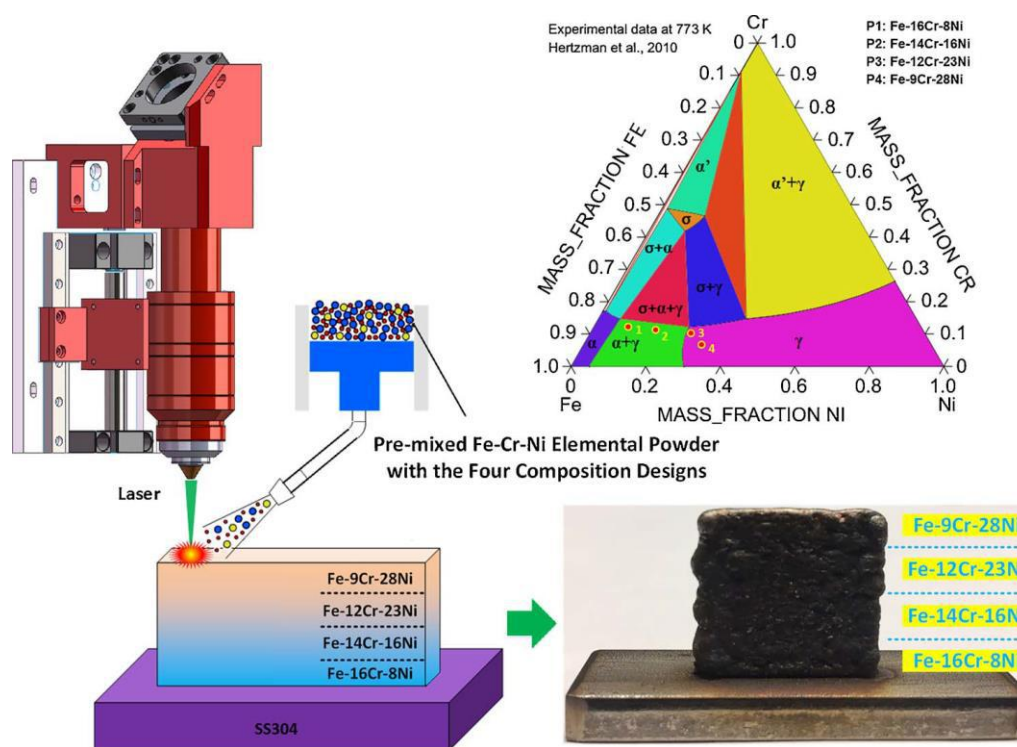 Experimental data at 773 K
Hertzman et al., 2010
Cr
P1: Fe-16Cr-8Ni
P2: Fe-14Cr-16Ni
P3: Fe-12Cr-23Ni
P4: Fe-9Cr-28Ni
0 1.0
0.1 0.9
0.2 0.8
0.3 0.7
0.4 0.6
0.5 0.5
0.6 0.4
0.7 0.3
0.8 0.2
0.9 0.1
1.0 0
MASS_FRACTION FE
MASS_FRACTION CR
α'
α'+γ
σ
σ+α
σ+γ
σ+α+γ
α
α+γ
γ
1
2
3
4
0 0.2 0.4 0.6 0.8 1.0
Fe Ni
MASS_FRACTION NI
Pre-mixed Fe-Cr-Ni Elemental Powder
with the Four Composition Designs
Laser
Fe-9Cr-28Ni
Fe-12Cr-23Ni
Fe-14Cr-16Ni
Fe-16Cr-8Ni
SS304
Fe-9Cr-28Ni
Fe-12Cr-23Ni
Fe-14Cr-16Ni
Fe-16Cr-8Ni